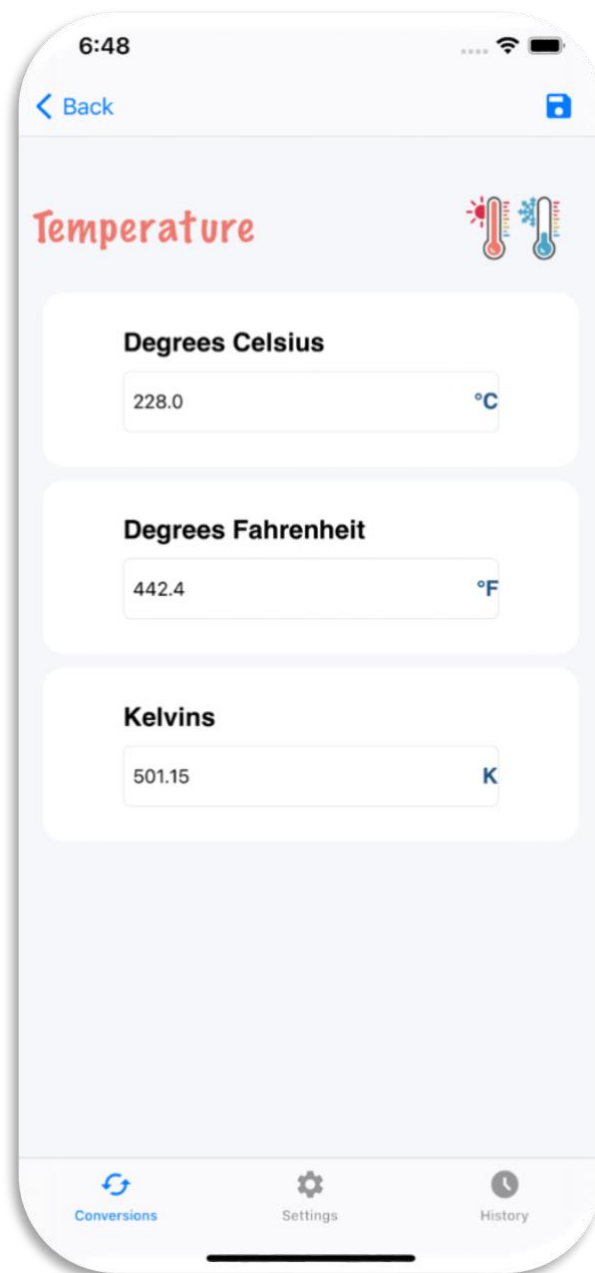 6:48
Back
Temperature
Degrees Celsius
228.0 °C
Degrees Fahrenheit
442.4 °F
Kelvins
501.15 K
Conversions Settings History